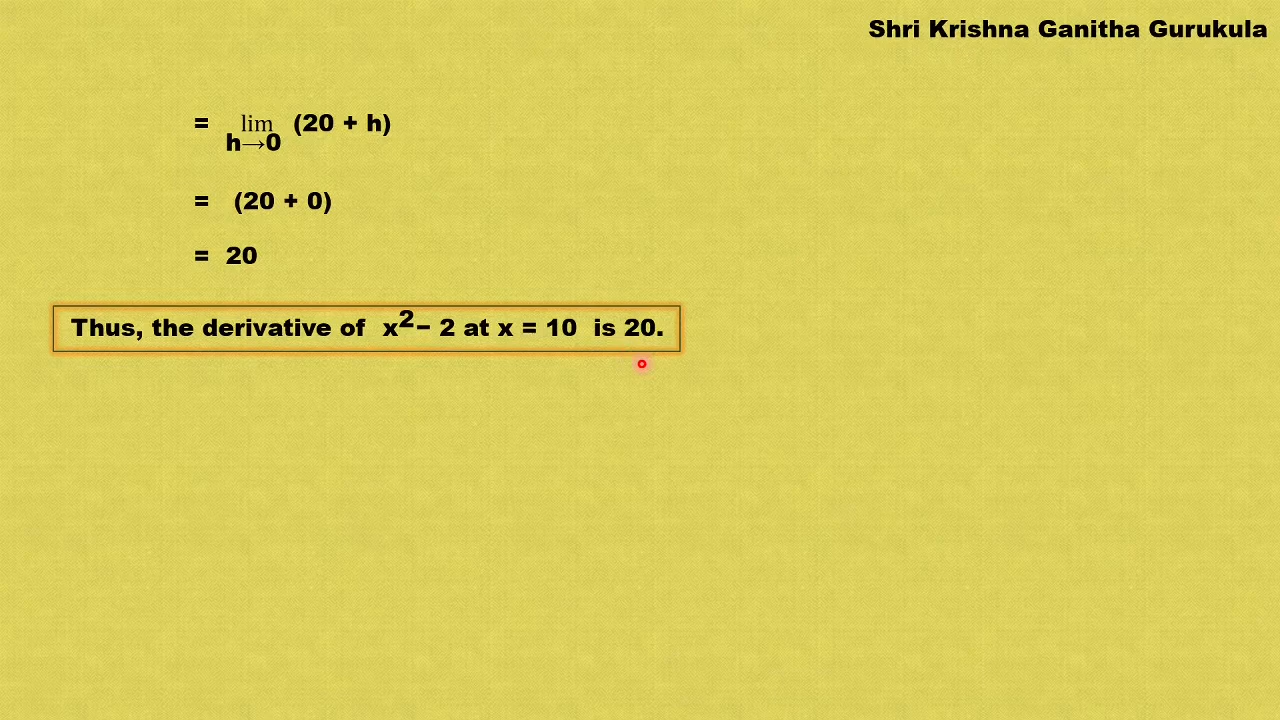 Shri Krishna Ganitha Gurukula
= lim (20 + h)
h→0
= (20 + 0)
= 20
Thus, the derivative of x²– 2 at x = 10 is 20.